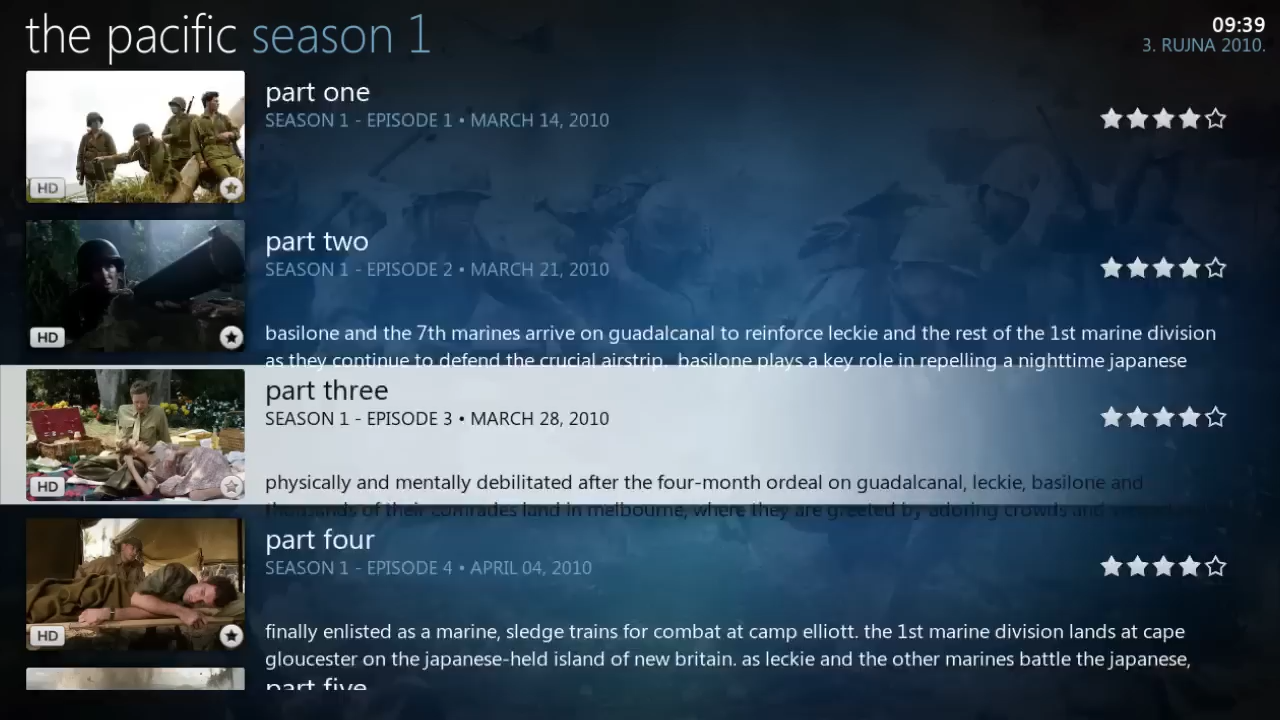 the pacific season 1
09:39
3. RUJNA 2010.
part one
SEASON 1 - EPISODE 1 • MARCH 14, 2010
HD
part two
SEASON 1 - EPISODE 2 • MARCH 21, 2010
basilone and the 7th marines arrive on guadalcanal to reinforce leckie and the rest of the 1st marine division
HD
as they continue to defend the crucial airstrip.  basilone plays a key role in repelling a nighttime japanese
part three
SEASON 1 - EPISODE 3 • MARCH 28, 2010
physically and mentally debilitated after the four-month ordeal on guadalcanal, leckie, basilone and
HD
thousands of their comrades land in melbourne, where they are greeted by adoring crowds and
part four
SEASON 1 - EPISODE 4 • APRIL 04, 2010
finally enlisted as a marine, sledge trains for combat at camp elliott. the 1st marine division lands at cape
HD
gloucester on the japanese-held island of new britain. as leckie and the other marines battle the japanese,
part five